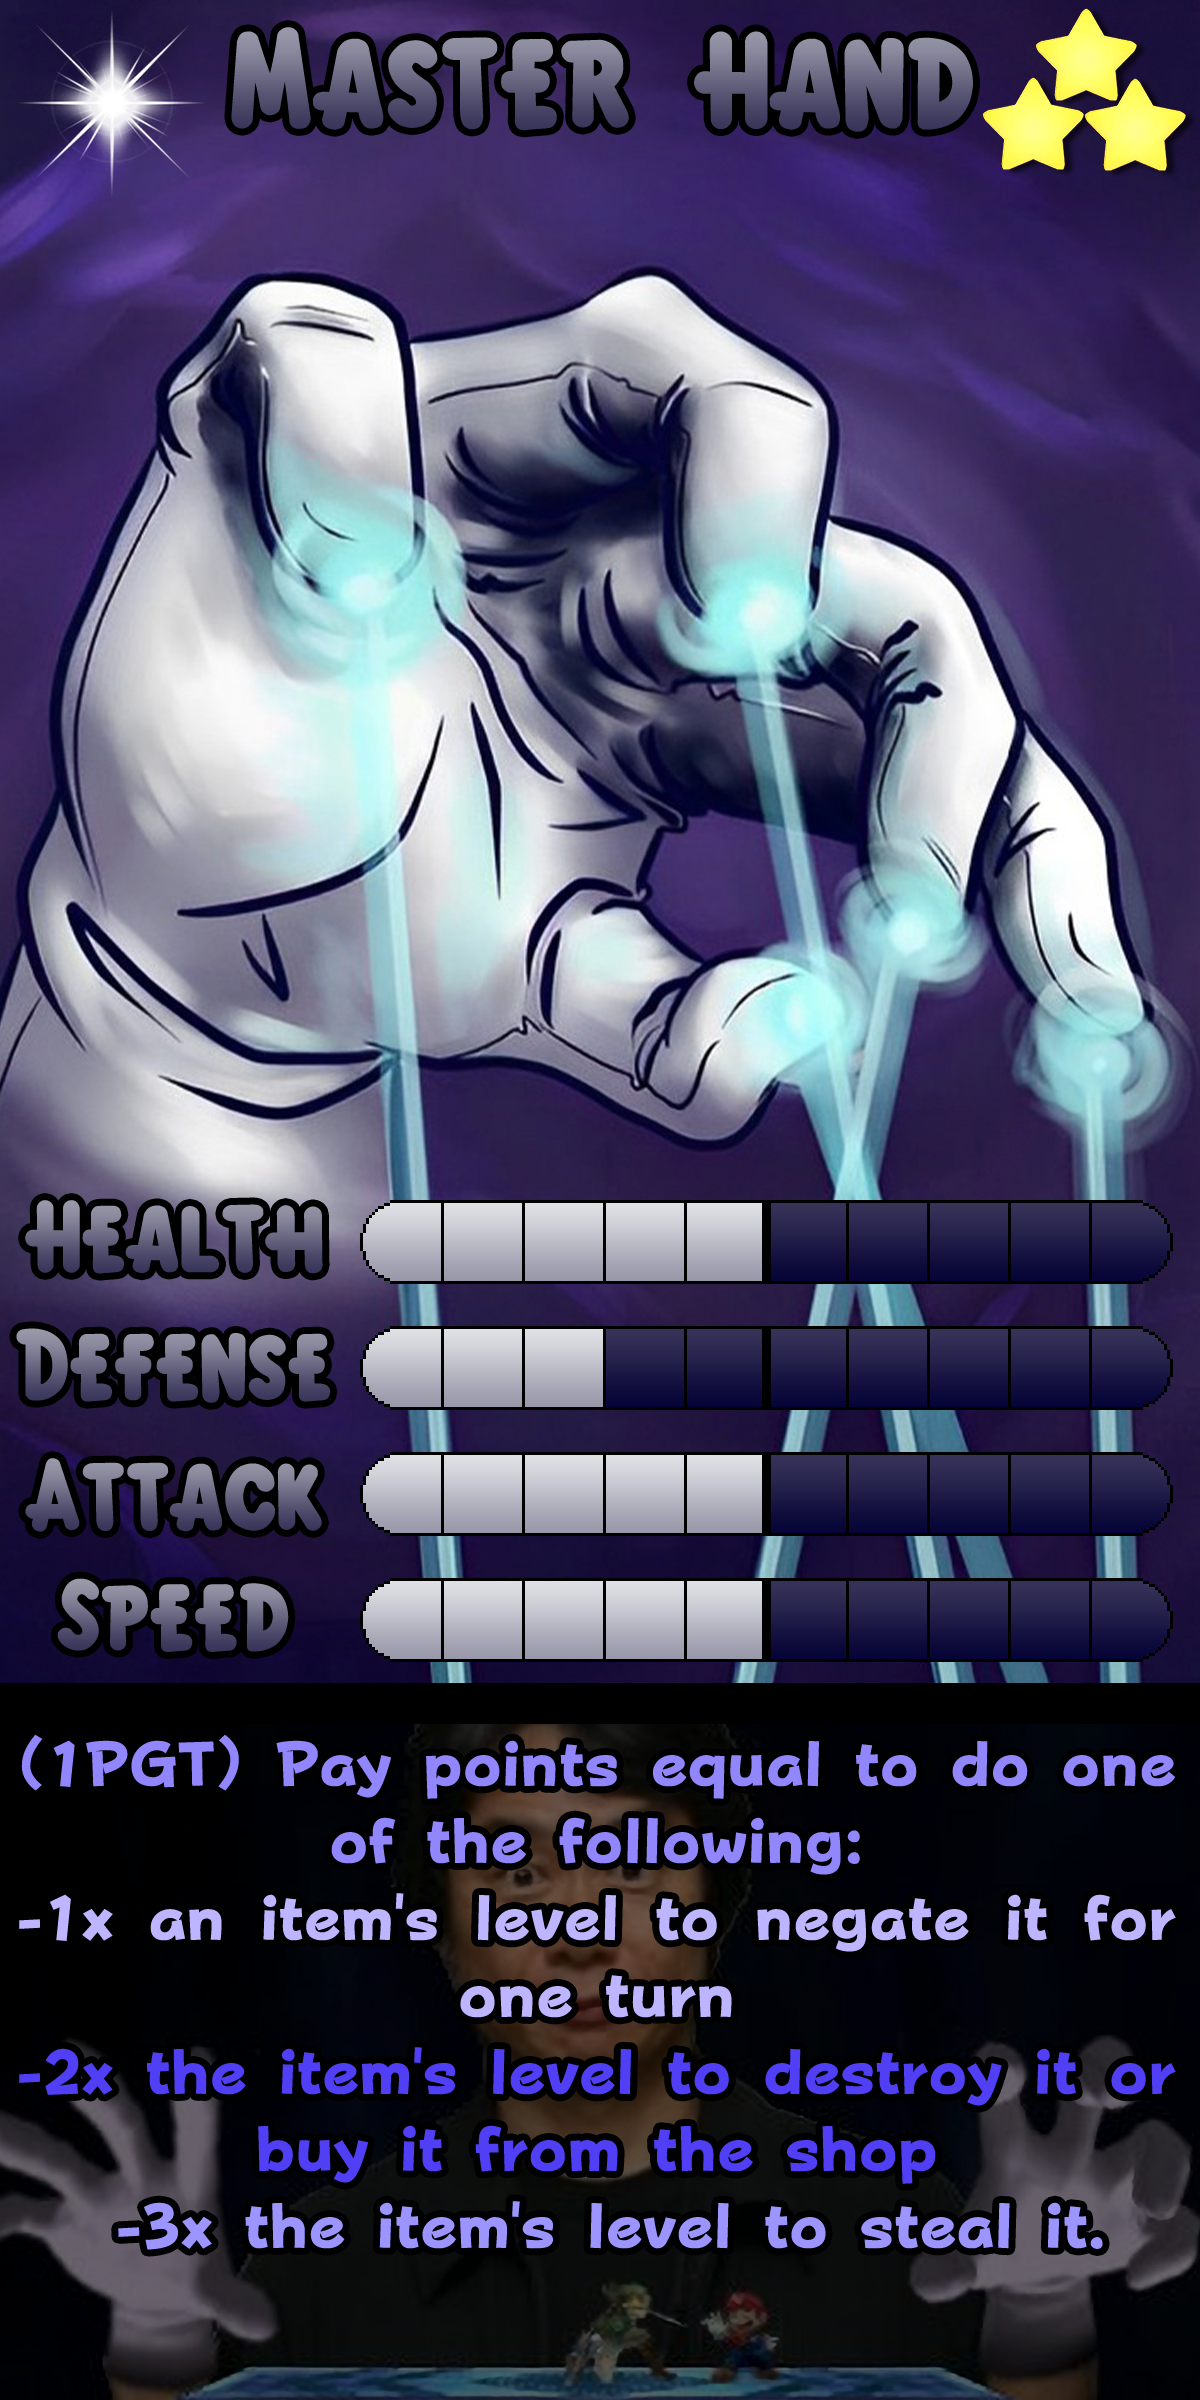 Master Hand
Health
Defense
Attack
Speed
(1PGT) Pay points equal to do one
of the following:
-1x an item's level to negate it for
one turn
-2x the item's level to destroy it or
buy it from the shop
-3x the item's level to steal it.